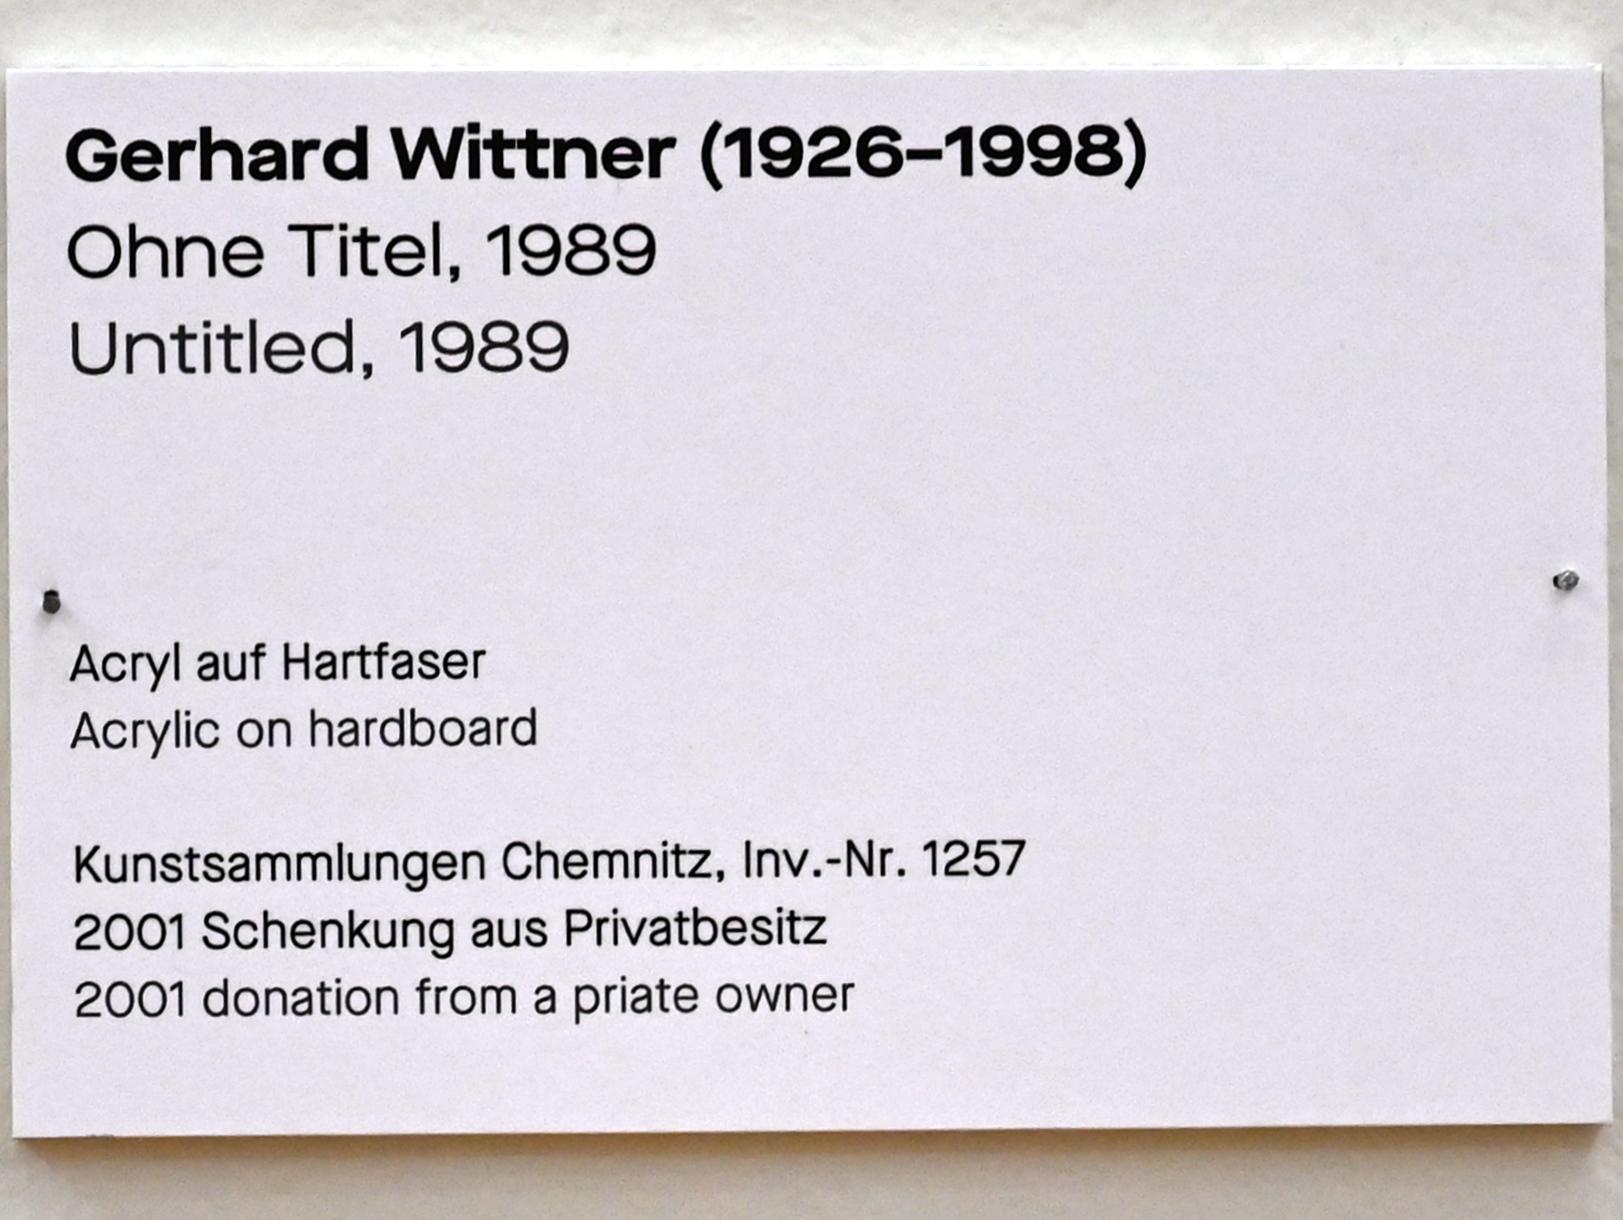 Gerhard Wittner (1926–1998)
Ohne Titel, 1989
Untitled, 1989
Acryl auf Hartfaser
Acrylic on hardboard
Kunstsammlungen Chemnitz, Inv.-Nr. 1257
2001 Schenkung aus Privatbesitz
2001 donation from a priate owner